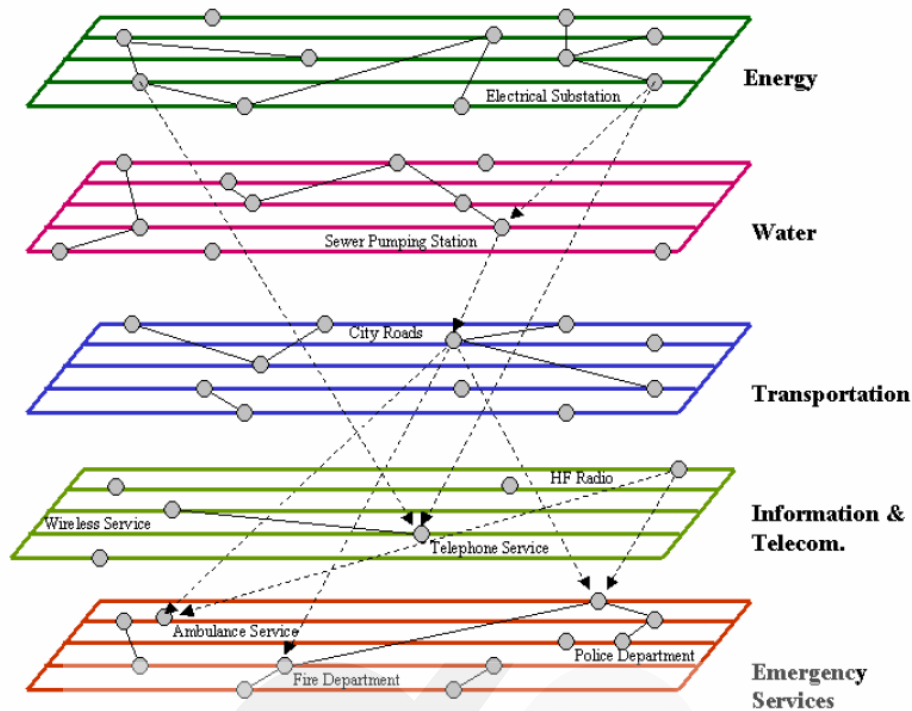 Electrical Substation
Energy
Sewer Pumping Station
Water
City Roads
Transportation
HF Radio
Wireless Service
Telephone Service
Information &
Telecom.
Ambulance Service
Police Department
Fire Department
Emergency
Services